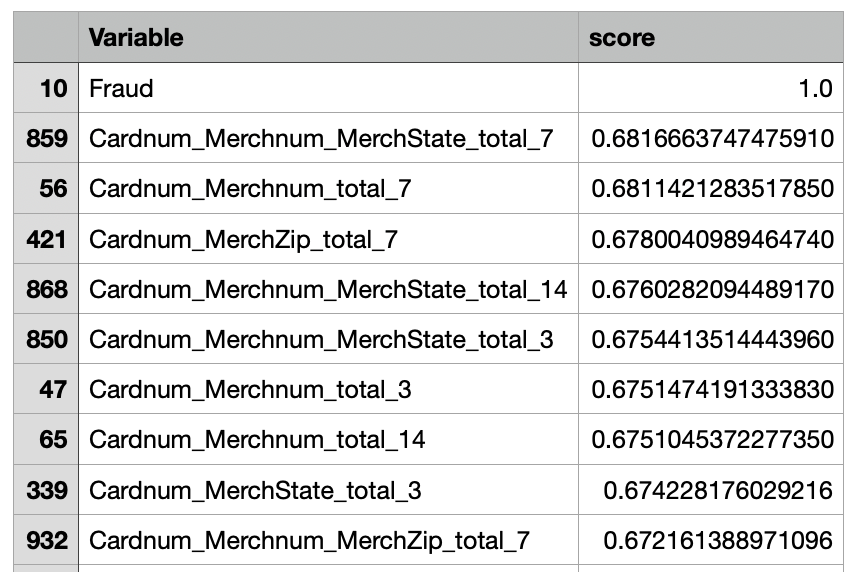 Variable score
10 Fraud 1.0
859 Cardnum_Merchnum_MerchState_total_7 0.6816663747475910
56 Cardnum_Merchnum_total_7 0.6811421283517850
421 Cardnum_MerchZip_total_7 0.6780040989464740
868 Cardnum_Merchnum_MerchState_total_14 0.6760282094489170
850 Cardnum_Merchnum_MerchState_total_3 0.6754413514443960
47 Cardnum_Merchnum_total_3 0.6751474191333830
65 Cardnum_Merchnum_total_14 0.6751045372277350
339 Cardnum_MerchState_total_3 0.674228176029216
932 Cardnum_Merchnum_MerchZip_total_7 0.672161388971096